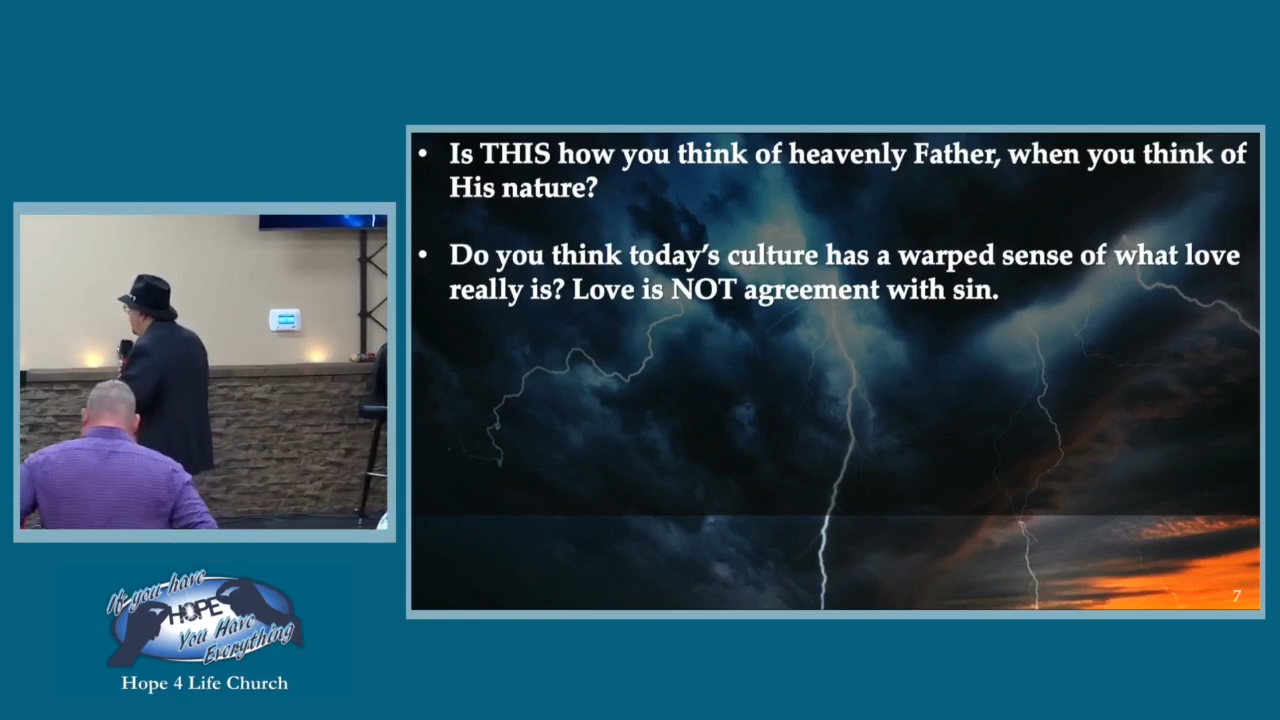 • Is THIS how you think of heavenly Father, when you think of
His nature?
• Do you think today's culture has a warped sense of what love
really is? Love is NOT agreement with sin.
7
If you have
HOPE
You Have
Everything
Hope 4 Life Church